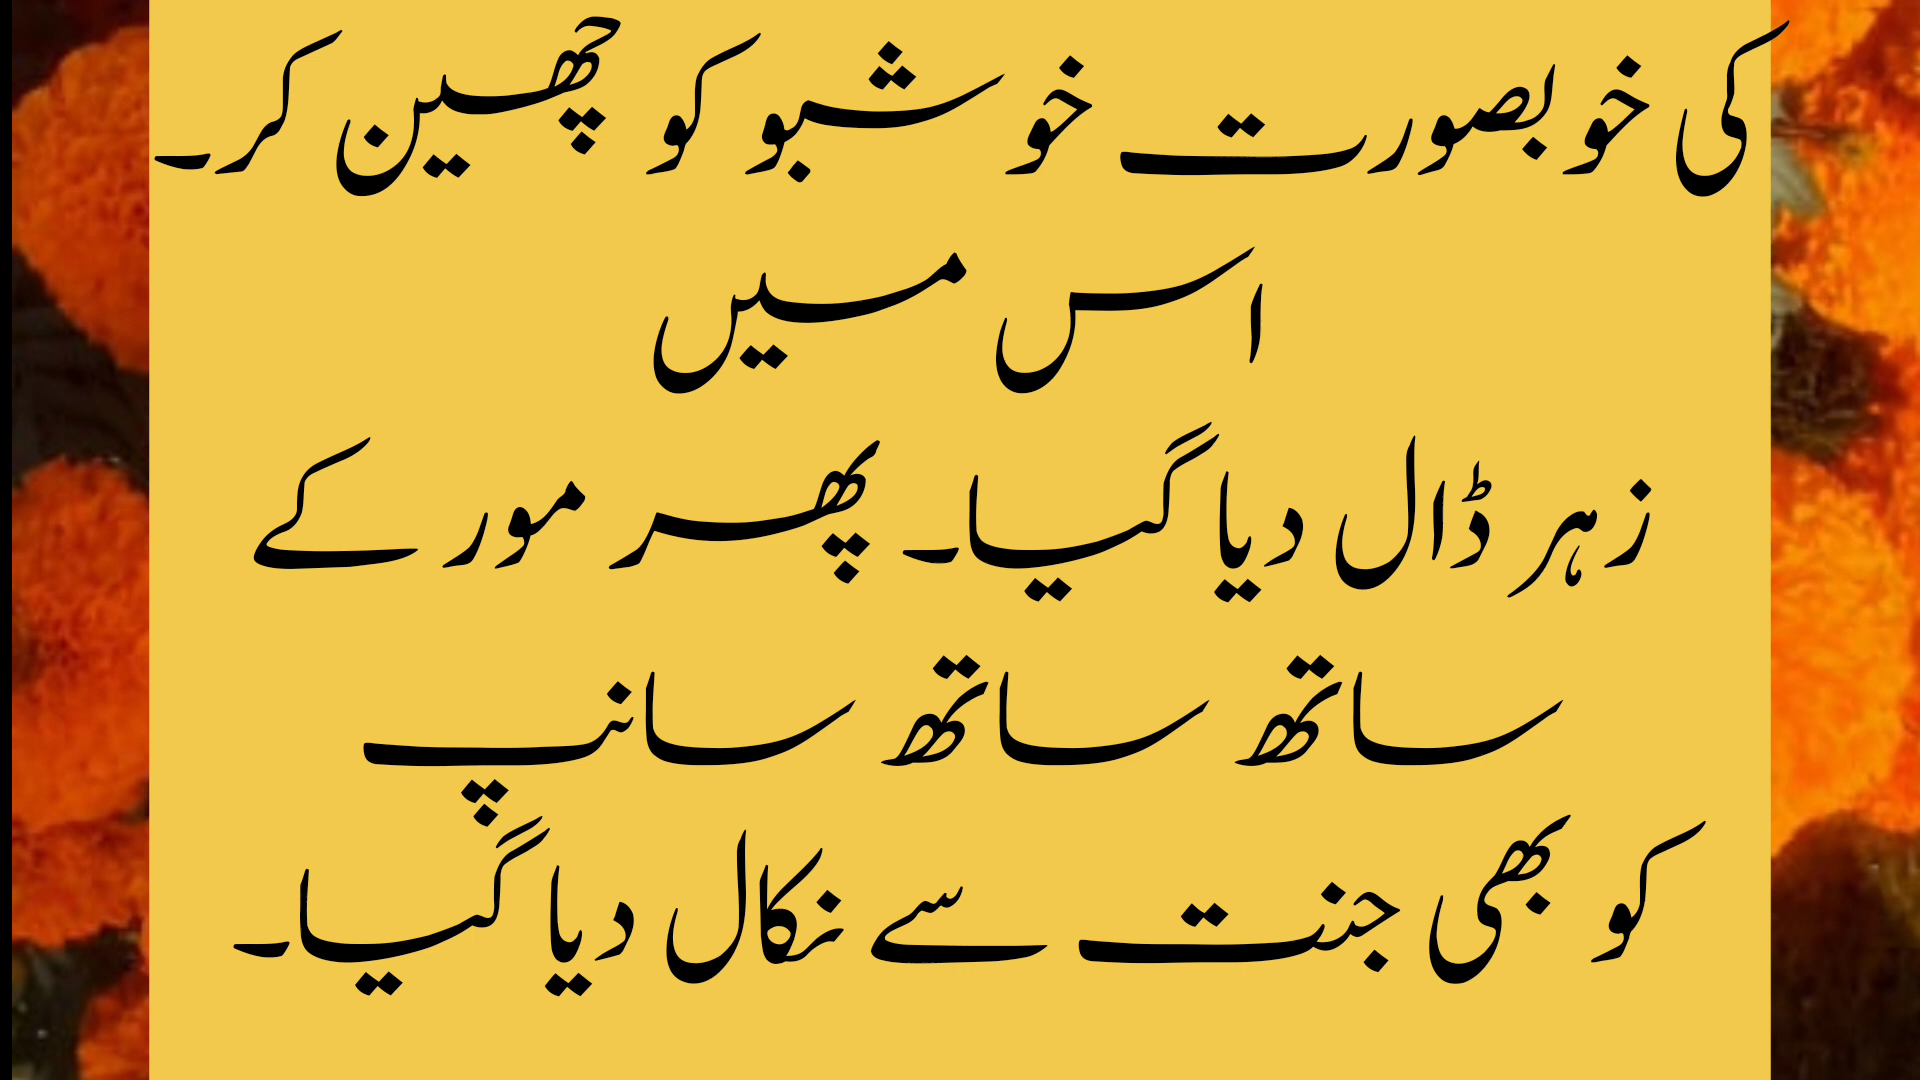 کی خوبصورت خوشبو کو چھین کر۔
اس میں
زہر ڈال دیا گیا۔ پھر مور کے
ساتھ ساتھ سانپ
کو بھی جنت سے نکال دیا گیا۔